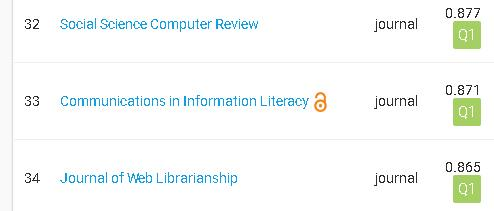 32 Social Science Computer Review journal 0.877
Q1
33 Communications in Information Literacy journal 0.871
Q1
34 Journal of Web Librarianship journal 0.865
Q1